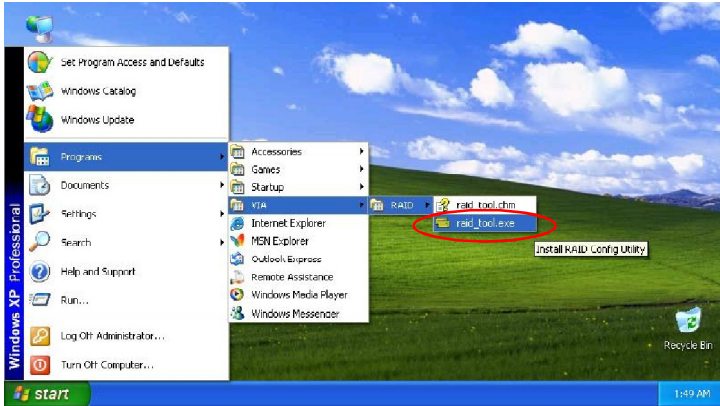 Set Program Access and Defaults
Windows Catalog
Windows Update
Programs
Documents
Settings
Search
Help and Support
Run...
Log Off Administrator...
Turn Off Computer...
Windows XP Professional
Accessories
Games
Startup
VIA
Internet Explorer
MSN Explorer
Outlook Express
Remote Assistance
Windows Media Player
Windows Messenger
RAID
raid_tool.chm
raid_tool.exe
Install RAID Config Utility
Recycle Bin
start
1:49 AM